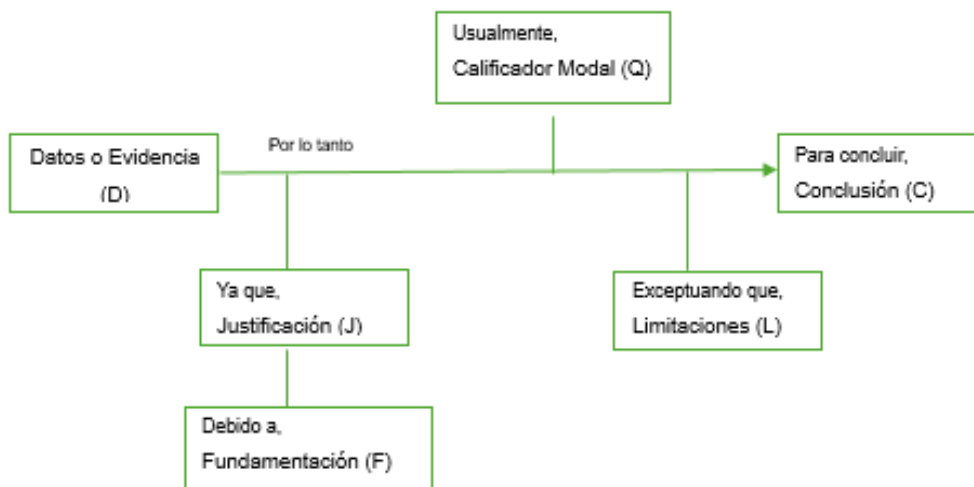 Usualmente,
Calificador Modal (Q)
Datos o Evidencia
(D)
Por lo tanto
Para concluir,
Conclusión (C)
Ya que,
Justificación (J)
Exceptuando que,
Limitaciones (L)
Debido a,
Fundamentación (F)